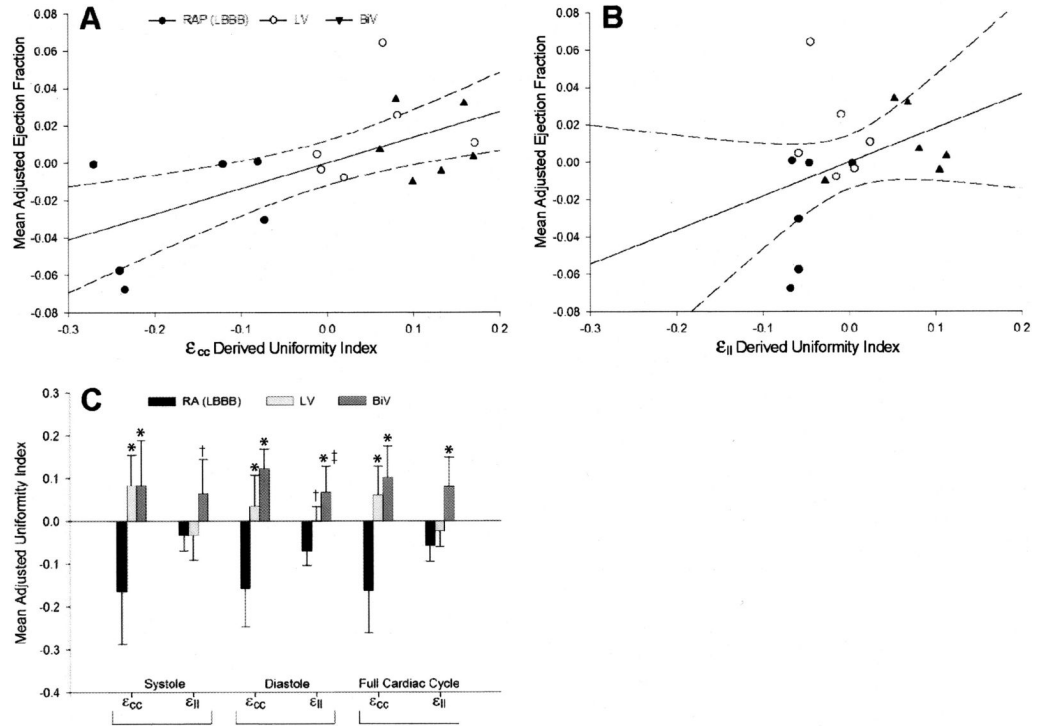 A
RAP (LBBB) LV BiV
Mean Adjusted Ejection Fraction
0.08
0.06
0.04
0.02
0.00
-0.02
-0.04
-0.06
-0.08
-0.3 -0.2 -0.1 0.0 0.1 0.2
εcc Derived Uniformity Index
B
Mean Adjusted Ejection Fraction
0.08
0.06
0.04
0.02
0.00
-0.02
-0.04
-0.06
-0.08
-0.3 -0.2 -0.1 0.0 0.1 0.2
εll Derived Uniformity Index
C
RA (LBBB) LV BiV
Mean Adjusted Uniformity Index
0.3
0.2
0.1
0.0
-0.1
-0.2
-0.3
-0.4
* * † * * † * ‡ * * *
Systole Diastole Full Cardiac Cycle
εcc εll εcc εll εcc εll